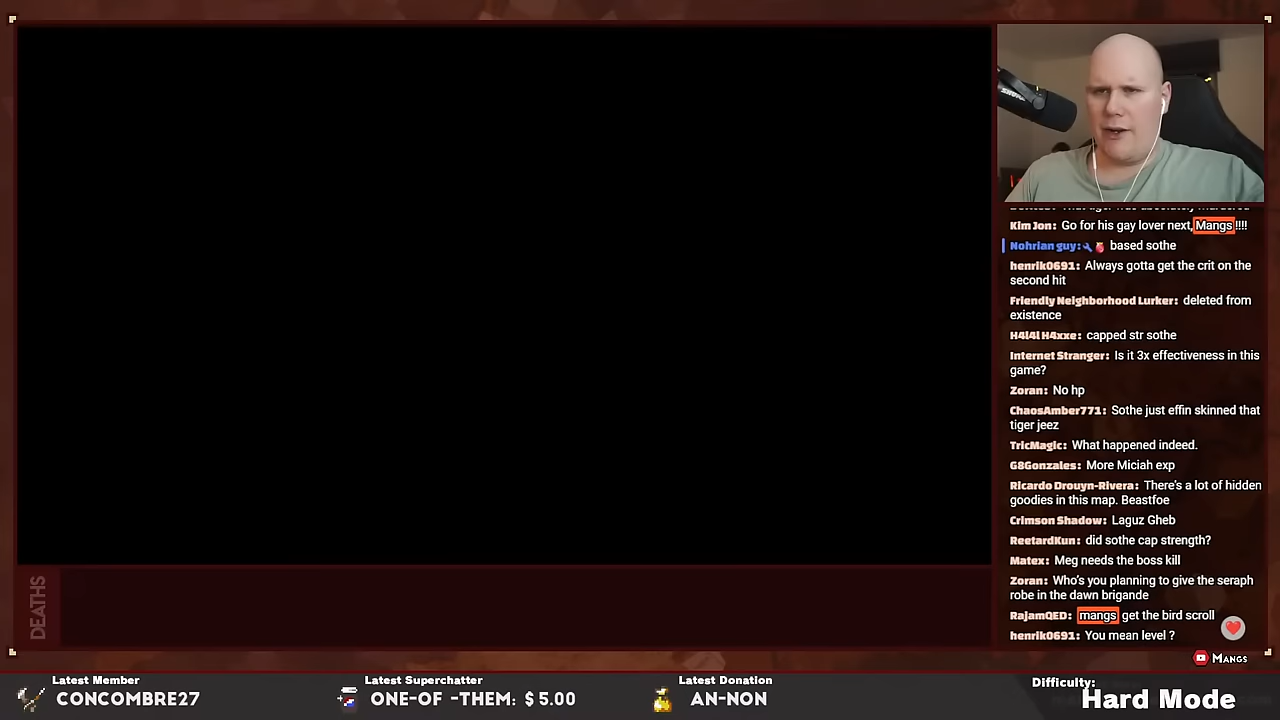 Kim Jon: Go for his gay lover next, Mangs !!!!
Nohrian guy: based sothe
henrik0691: Always gotta get the crit on the
second hit
Friendly Neighborhood Lurker: deleted from
existence
H4l4l H4xxe: capped str sothe
Internet Stranger: Is it 3x effectiveness in this
game?
Zoran: No hp
ChaosAmber771: Sothe just effin skinned that
tiger jeez
TricMagic: What happened indeed.
G8Gonzales: More Miciah exp
Ricardo Drouyn-Rivera: There's a lot of hidden
goodies in this map. Beastfoe
Crimson Shadow: Laguz Gheb
ReetardKun: did sothe cap strength?
Matex: Meg needs the boss kill
Zoran: Who's you planning to give the seraph
robe in the dawn brigande
RajamQED: mangs get the bird scroll
henrik0691: You mean level ?
DEATHS
Mangs
Latest Member
CONCOMBRE27
Latest Superchatter
ONE-OF -THEM: $ 5.00
Latest Donation
AN-NON
Difficulty:
Hard Mode